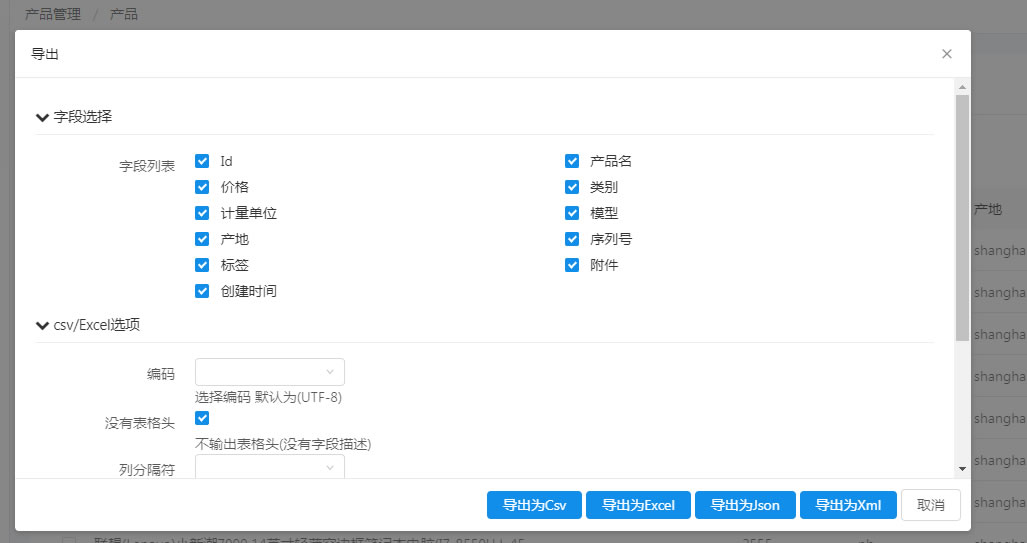 产品管理 / 产品
导出
字段选择
字段列表
Id
产品名
价格
类别
计量单位
模型
产地
序列号
标签
附件
创建时间
csv/Excel选项
编码
选择编码 默认为(UTF-8)
没有表格头
不输出表格头(没有字段描述)
列分隔符
导出为Csv 导出为Excel 导出为Json 导出为Xml 取消
产地
shangha
shangha
shangha
shangha
shangha
shangha
shangha